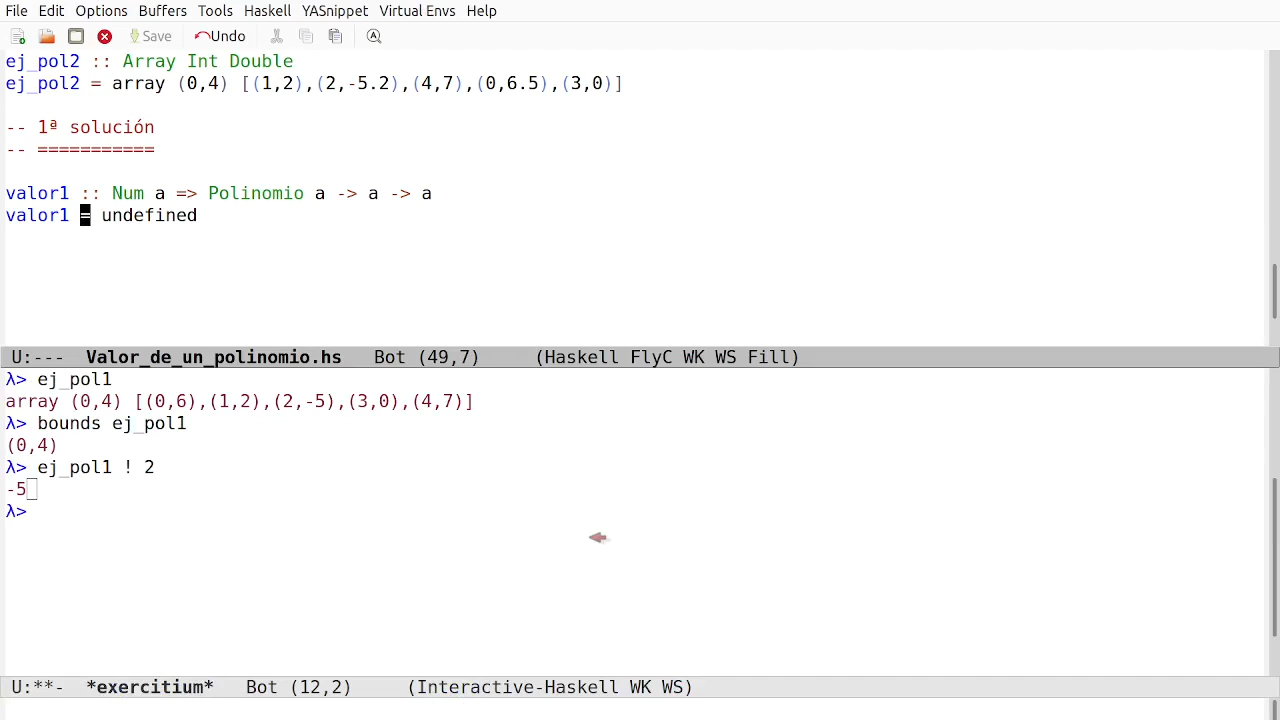 File Edit Options Buffers Tools Haskell YASnippet Virtual Envs Help
Save Undo
ej_pol2 :: Array Int Double
ej_pol2 = array (0,4) [(1,2),(2,-5.2),(4,7),(0,6.5),(3,0)]
-- 1ª solución
-- ===========
valor1 :: Num a => Polinomio a -> a -> a
valor1 = undefined
U:--- Valor_de_un_polinomio.hs Bot (49,7) (Haskell FlyC WK WS Fill)
λ> ej_pol1
array (0,4) [(0,6),(1,2),(2,-5),(3,0),(4,7)]
λ> bounds ej_pol1
(0,4)
λ> ej_pol1 ! 2
-5
λ>
U:**- *exercitium* Bot (12,2) (Interactive-Haskell WK WS)